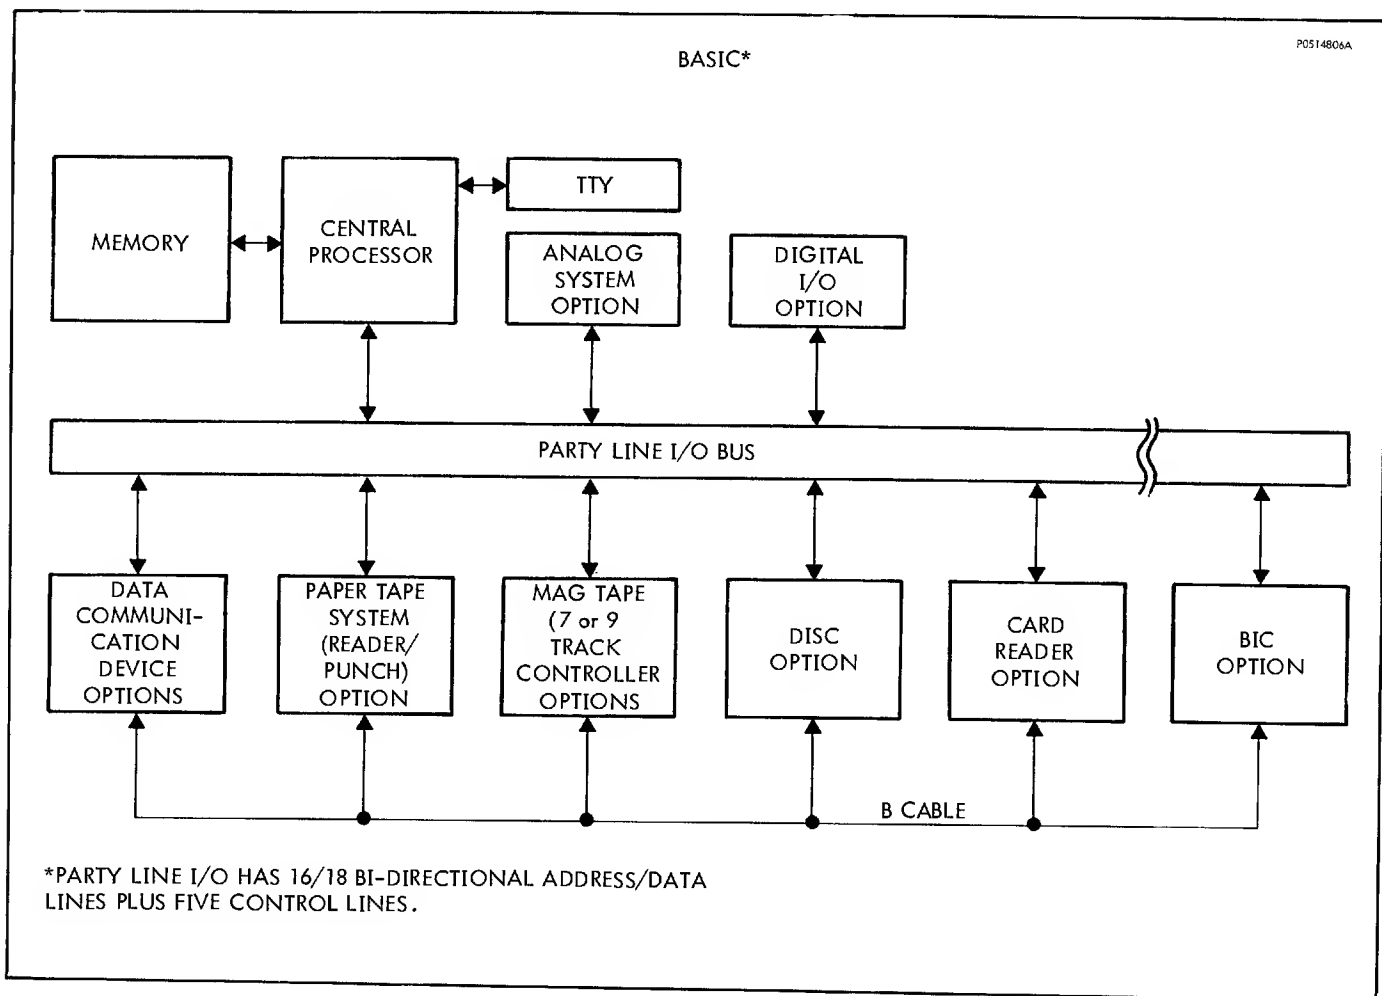 P0514806A
BASIC*
MEMORY
CENTRAL
PROCESSOR
TTY
ANALOG
SYSTEM
OPTION
DIGITAL
I/O
OPTION
PARTY LINE I/O BUS
DATA
COMMUNI-
CATION
DEVICE
OPTIONS
PAPER TAPE
SYSTEM
(READER/
PUNCH)
OPTION
MAG TAPE
(7 or 9
TRACK
CONTROLLER
OPTIONS
DISC
OPTION
CARD
READER
OPTION
BIC
OPTION
B CABLE
*PARTY LINE I/O HAS 16/18 BI-DIRECTIONAL ADDRESS/DATA
LINES PLUS FIVE CONTROL LINES.